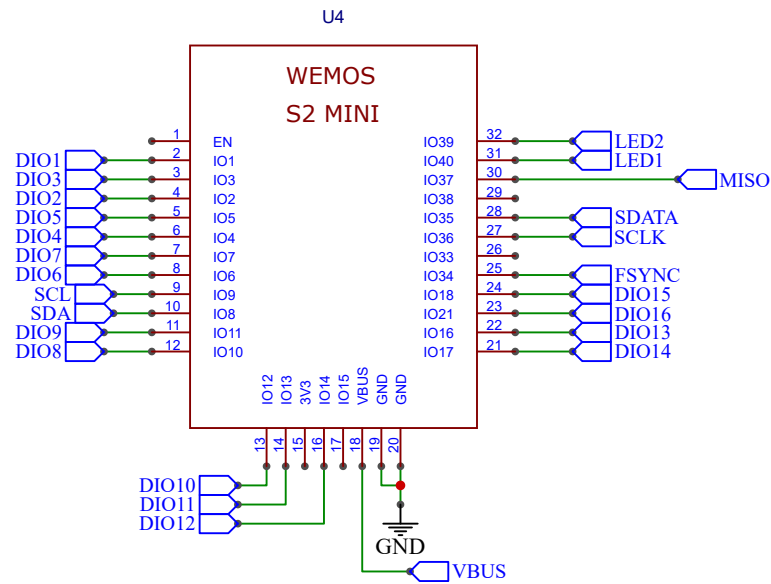 U4
WEMOS
S2 MINI
1 EN IO39 32 LED2
DIO1 2 IO1 IO40 31 LED1
DIO3 3 IO3 IO37 30 MISO
DIO2 4 IO2 IO38 29
DIO5 5 IO5 IO35 28 SDATA
DIO4 6 IO4 IO36 27 SCLK
DIO7 7 IO7 IO33 26
DIO6 8 IO6 IO34 25 FSYNC
SCL 9 IO9 IO18 24 DIO15
SDA 10 IO8 IO21 23 DIO16
DIO9 11 IO11 IO16 22 DIO13
DIO8 12 IO10 IO17 21 DIO14
IO12 IO13 3V3 IO14 IO15 VBUS GND GND
13 14 15 16 17 18 19 20
DIO10
DIO11
DIO12
GND
VBUS